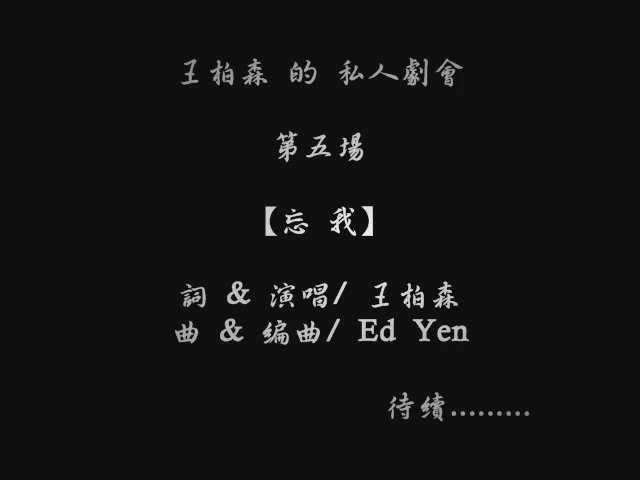 王柏森 的 私人劇會
第五場
【忘 我】
詞 & 演唱/ 王柏森
曲 & 編曲/ Ed Yen
待續.........